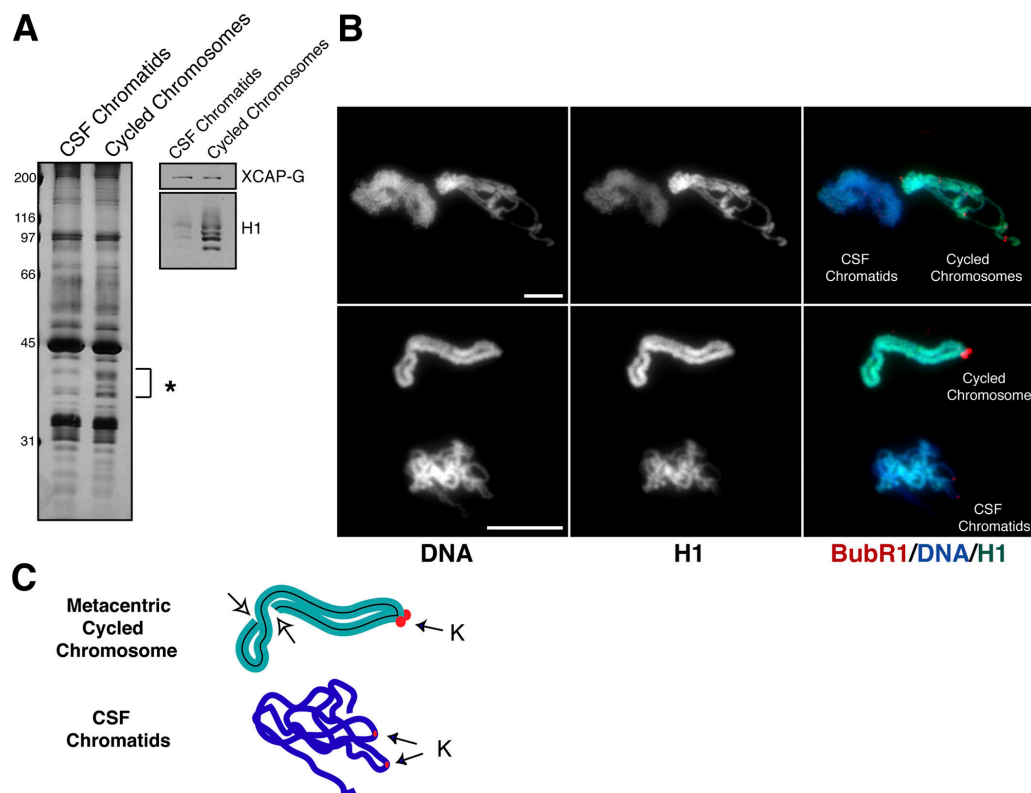 A
CSF Chromatids
Cycled Chromosomes
200
116
97
66
45
31
*
CSF Chromatids
Cycled Chromosomes
XCAP-G
H1
B
CSF
Chromatids
Cycled
Chromosomes
Cycled
Chromosome
CSF
Chromatids
DNA
H1
BubR1/DNA/H1
C
Metacentric
Cycled
Chromosome
K
CSF
Chromatids
K